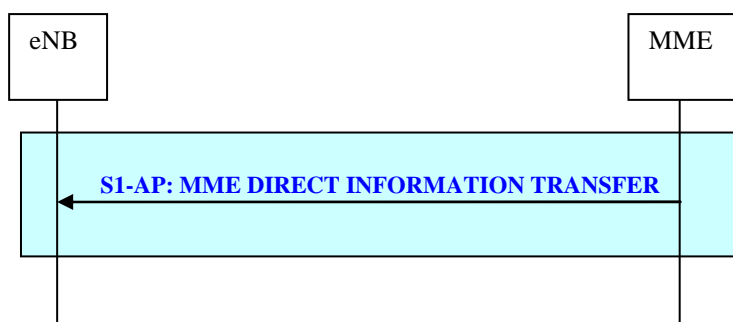 eNB
MME
S1-AP: MME DIRECT INFORMATION TRANSFER